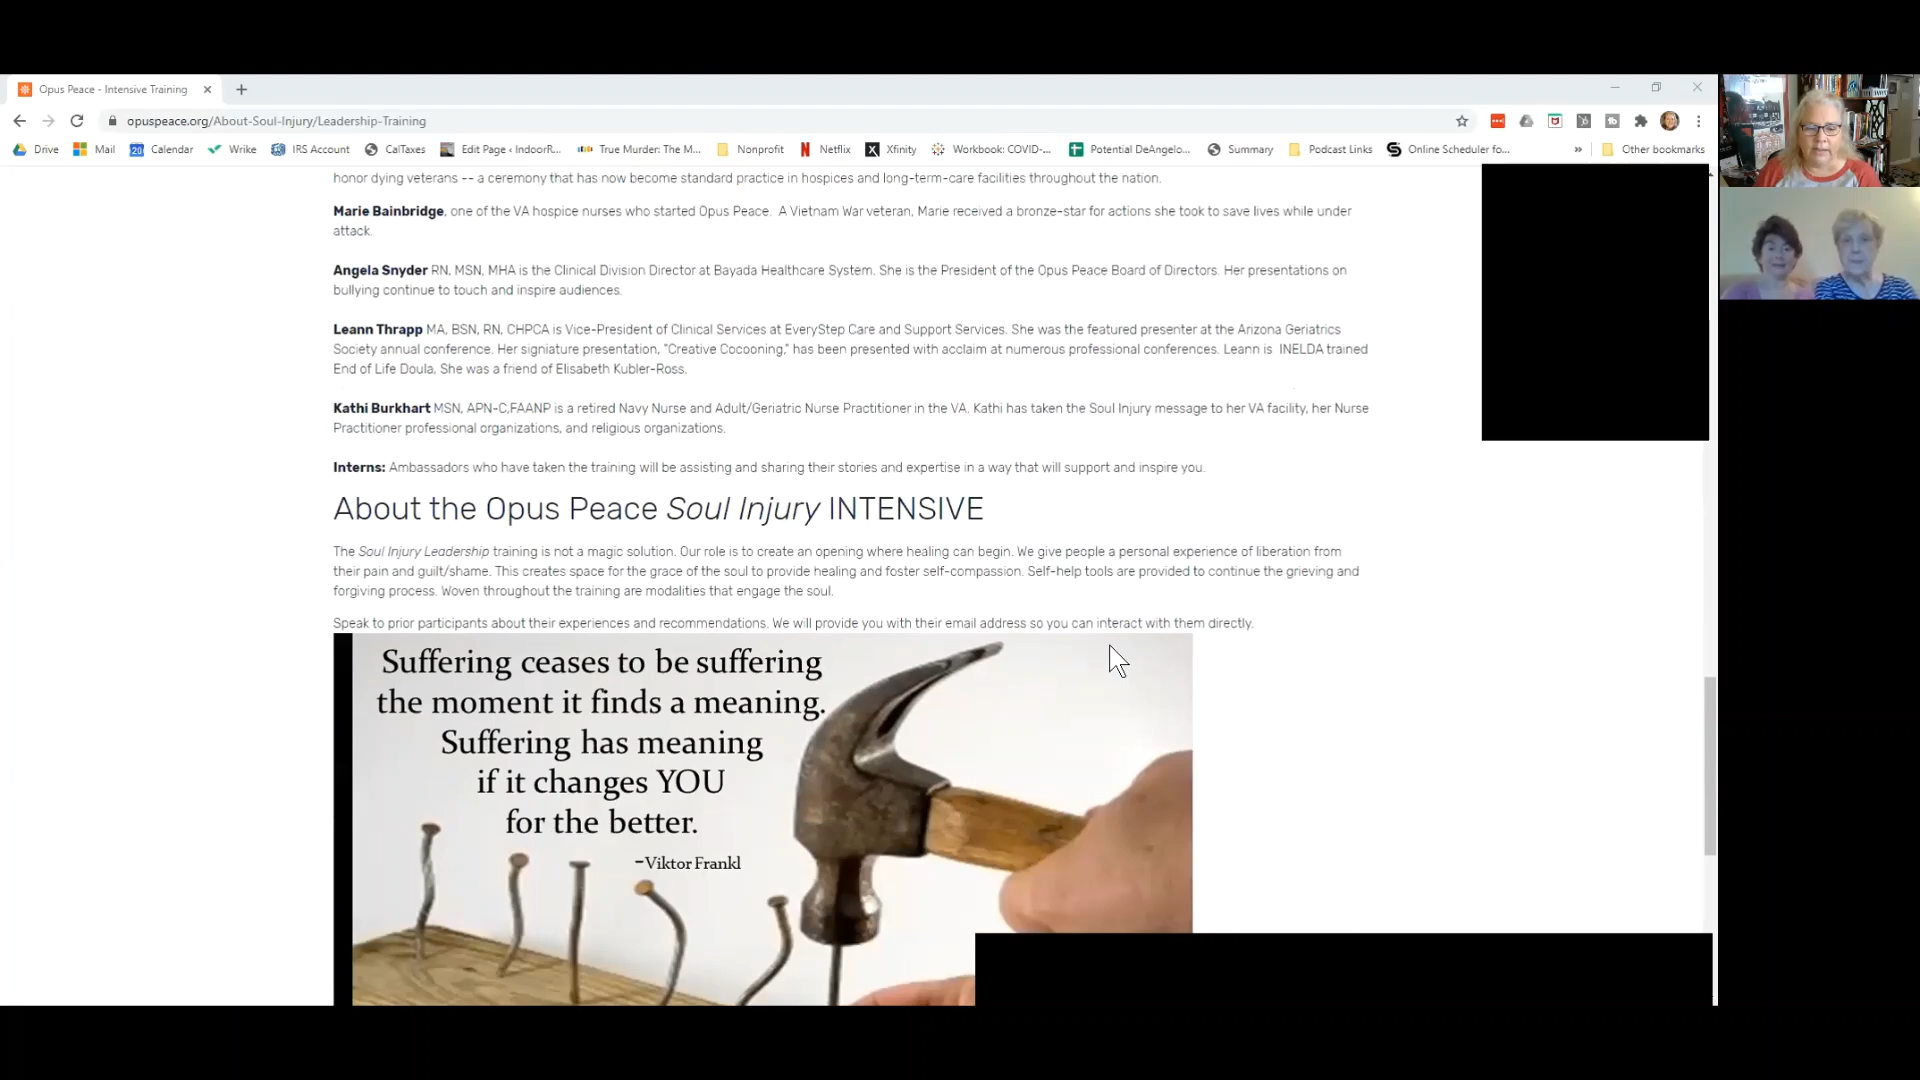 Opus Peace - Intensive Training
opuspeace.org/About-Soul-Injury/Leadership-Training
Drive Mail Calendar Wrike IRS Account CalTaxes Edit Page ‹ IndoorR... True Murder: The M... Nonprofit Netflix Xfinity Workbook: COVID-... Potential DeAngelo... Summary Podcast Links Online Scheduler fo... » Other bookmarks
honor dying veterans -- a ceremony that has now become standard practice in hospices and long-term-care facilities throughout the nation.
Marie Bainbridge, one of the VA hospice nurses who started Opus Peace. A Vietnam War veteran, Marie received a bronze-star for actions she took to save lives while under
attack.
Angela Snyder RN, MSN, MHA is the Clinical Division Director at Bayada Healthcare System. She is the President of the Opus Peace Board of Directors. Her presentations on
bullying continue to touch and inspire audiences.
Leann Thrapp MA, BSN, RN, CHPCA is Vice-President of Clinical Services at EveryStep Care and Support Services. She was the featured presenter at the Arizona Geriatrics
Society annual conference. Her signiature presentation, "Creative Cocooning," has been presented with acclaim at numerous professional conferences. Leann is INELDA trained
End of Life Doula, She was a friend of Elisabeth Kubler-Ross.
Kathi Burkhart MSN, APN-C,FAANP is a retired Navy Nurse and Adult/Geriatric Nurse Practitioner in the VA. Kathi has taken the Soul Injury message to her VA facility, her Nurse
Practitioner professional organizations, and religious organizations.
Interns: Ambassadors who have taken the training will be assisting and sharing their stories and expertise in a way that will support and inspire you.
About the Opus Peace Soul Injury INTENSIVE
The Soul Injury Leadership training is not a magic solution. Our role is to create an opening where healing can begin. We give people a personal experience of liberation from
their pain and guilt/shame. This creates space for the grace of the soul to provide healing and foster self-compassion. Self-help tools are provided to continue the grieving and
forgiving process. Woven throughout the training are modalities that engage the soul.
Speak to prior participants about their experiences and recommendations. We will provide you with their email address so you can interact with them directly.
Suffering ceases to be suffering
the moment it finds a meaning.
Suffering has meaning
if it changes YOU
for the better.
–Viktor Frankl